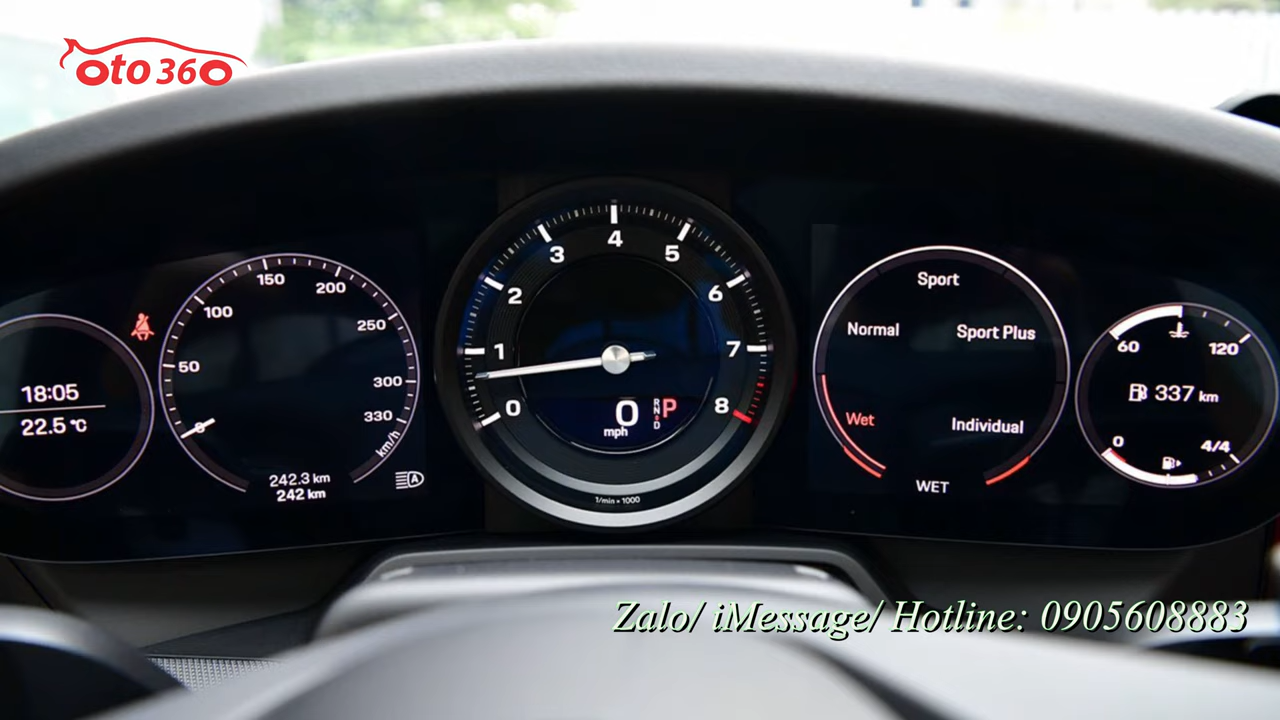 oto 360
18:05
22.5 °C
0
50
100
150
200
250
300
330
km/h
242.3 km
242 km
A
0
1
2
3
4
5
6
7
8
0
mph
R
N
D
P
1/min × 1000
Sport
Normal
Sport Plus
Wet
Individual
WET
60
120
337 km
0
4/4
Zalo/ iMessage/ Hotline: 0905608883